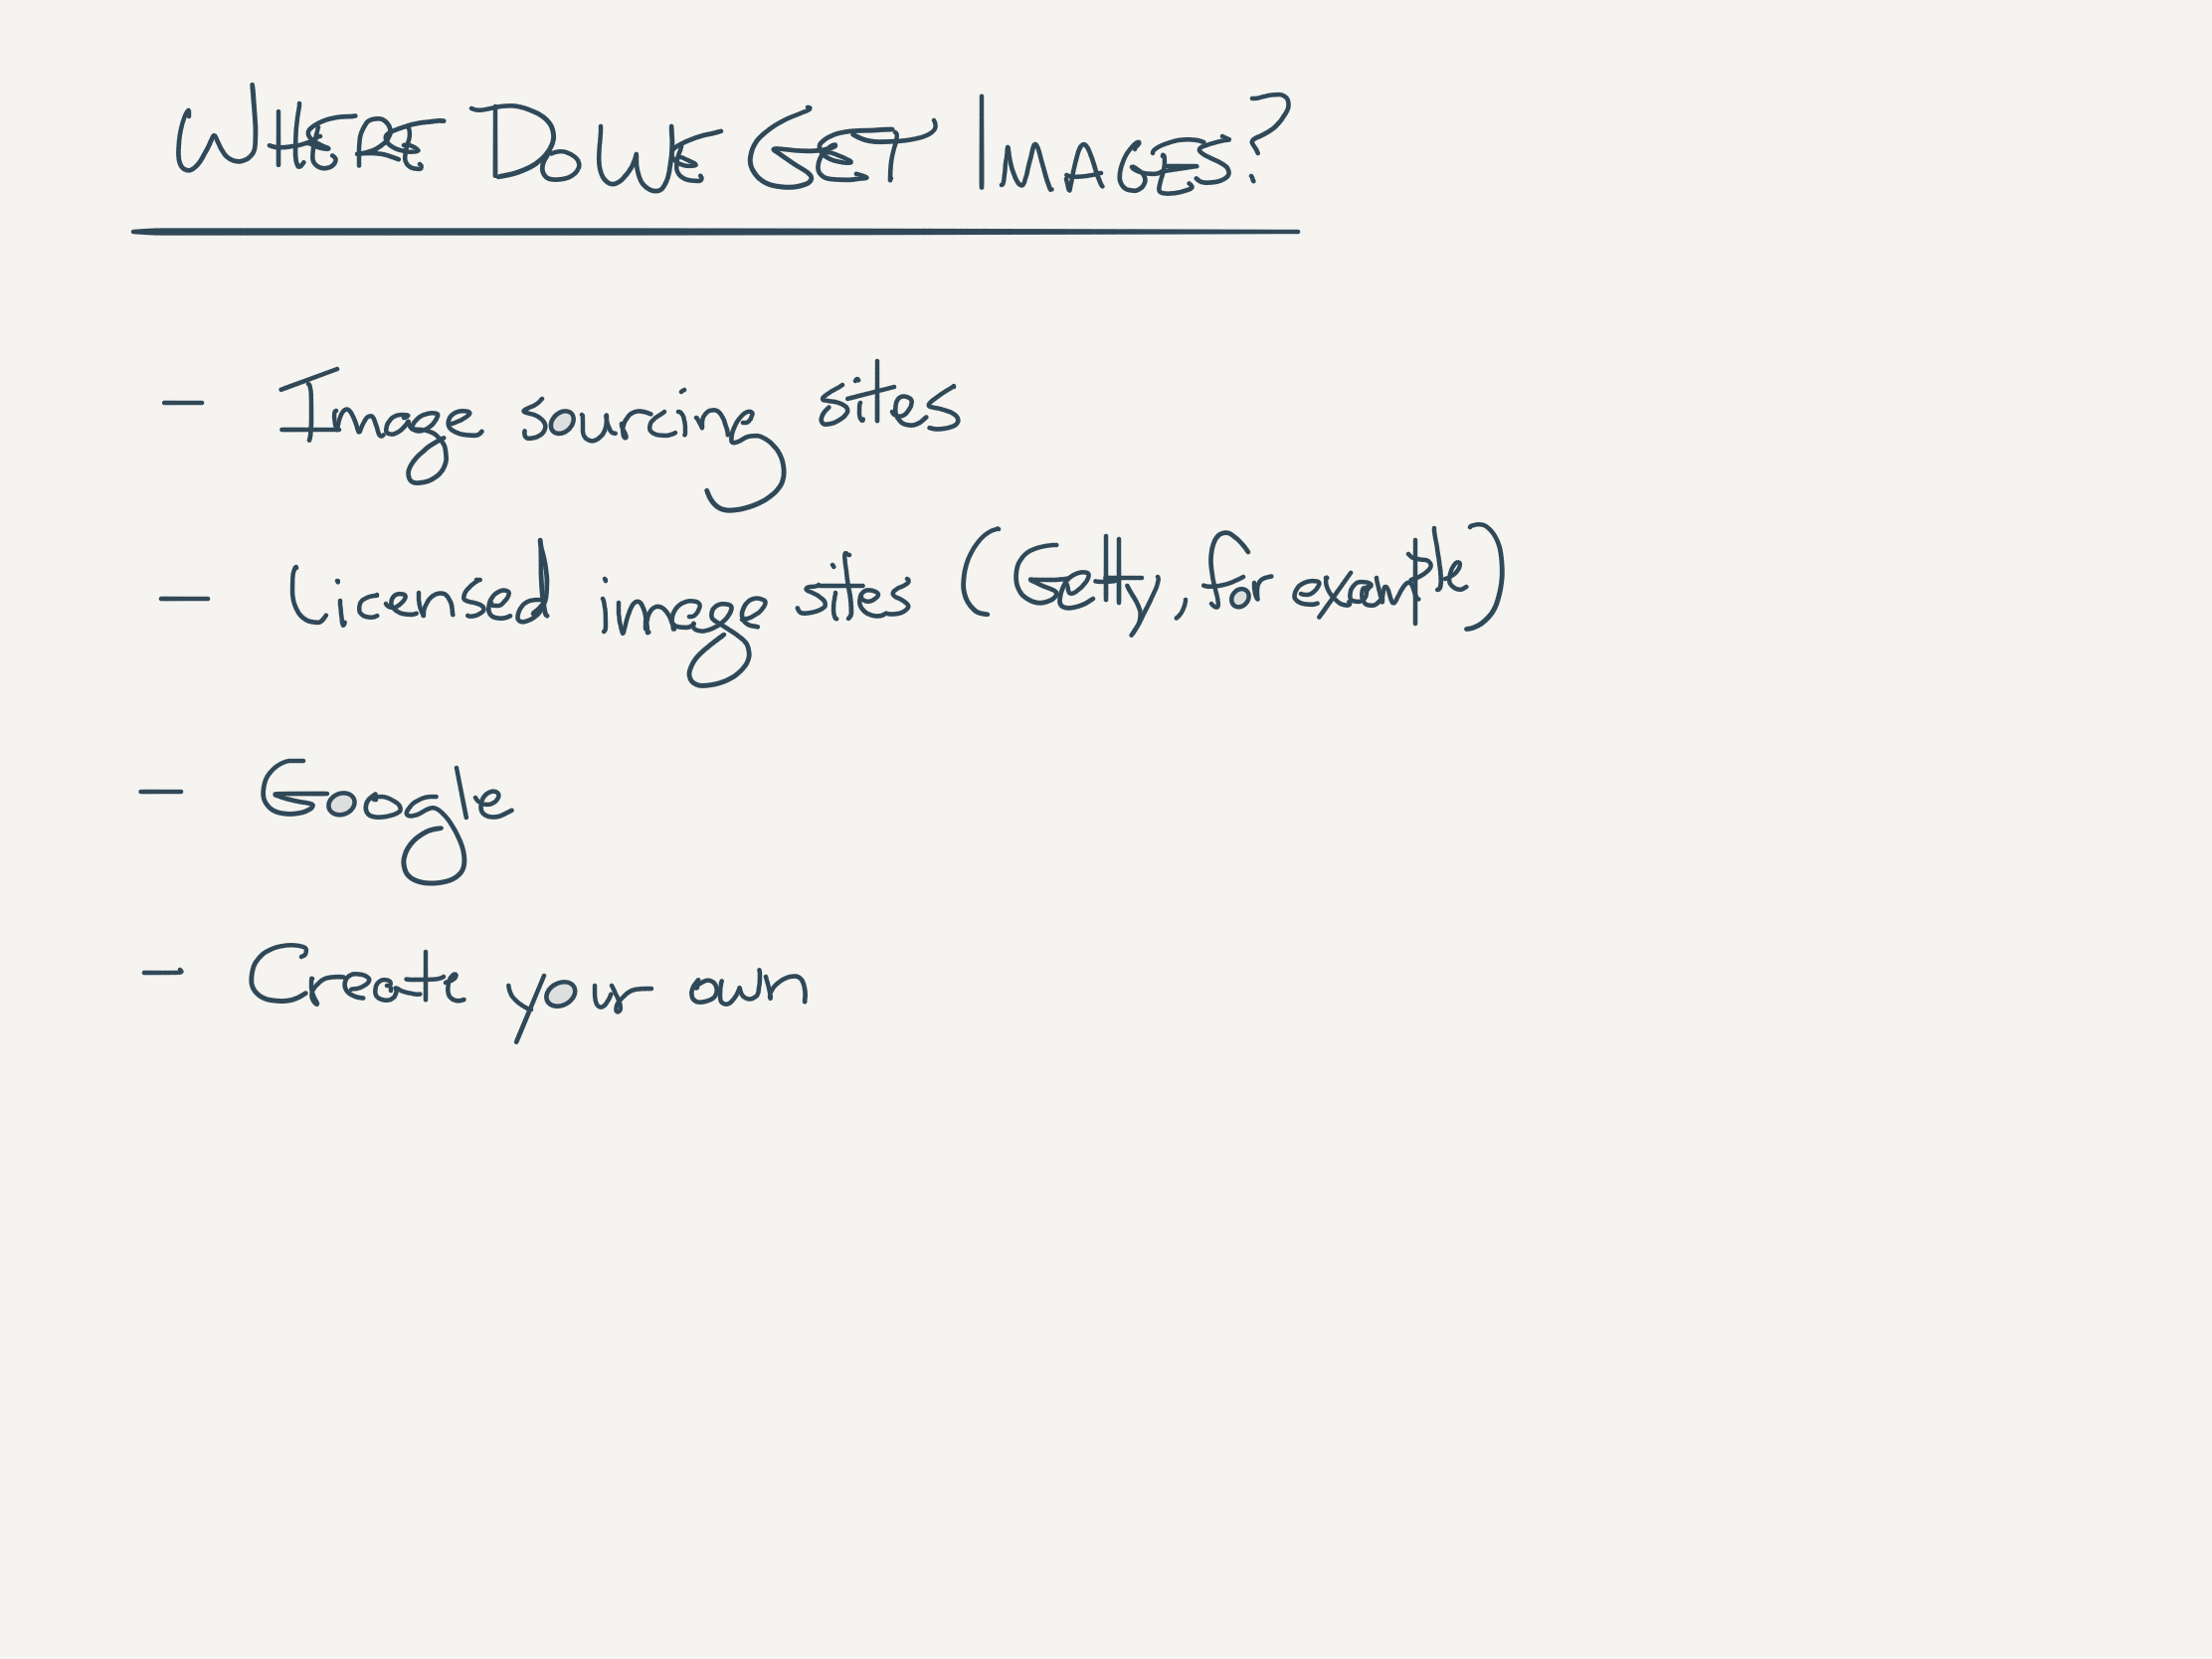 WHERE DO WE GET IMAGES?
- Image sourcing sites
- Licensed image sites (Getty, for example)
- Google
- Create your own